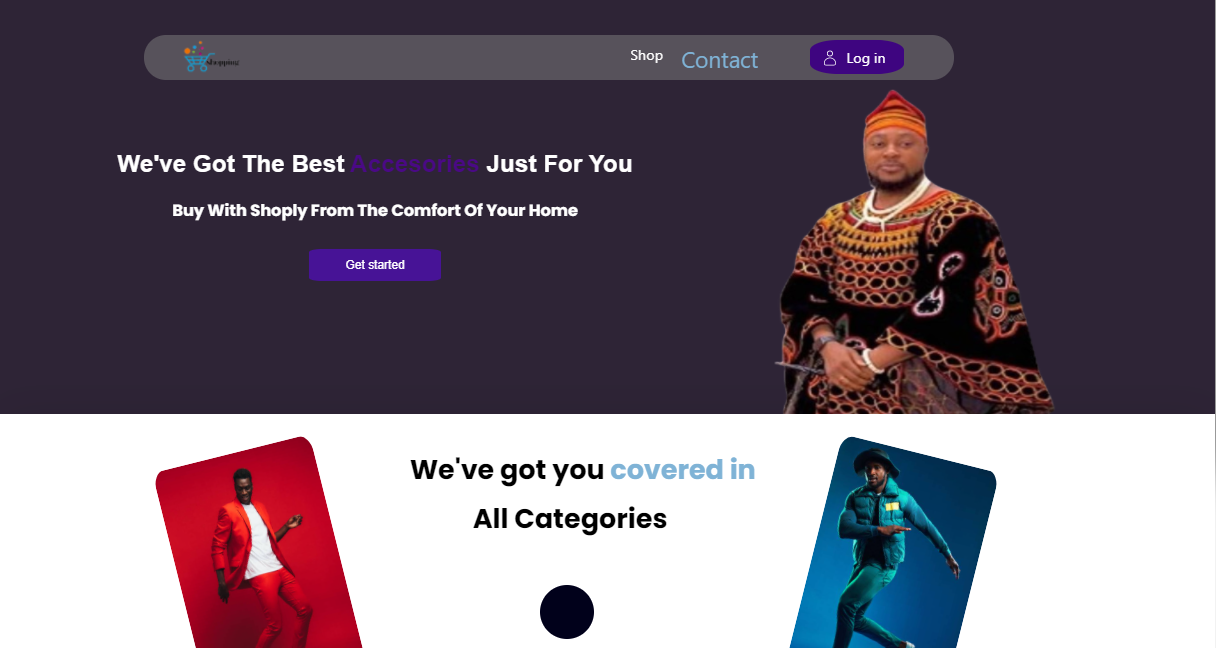 Shopping
Shop
Contact
Log in
We've Got The Best Accesories Just For You
Buy With Shoply From The Comfort Of Your Home
Get started
We've got you covered in
All Categories